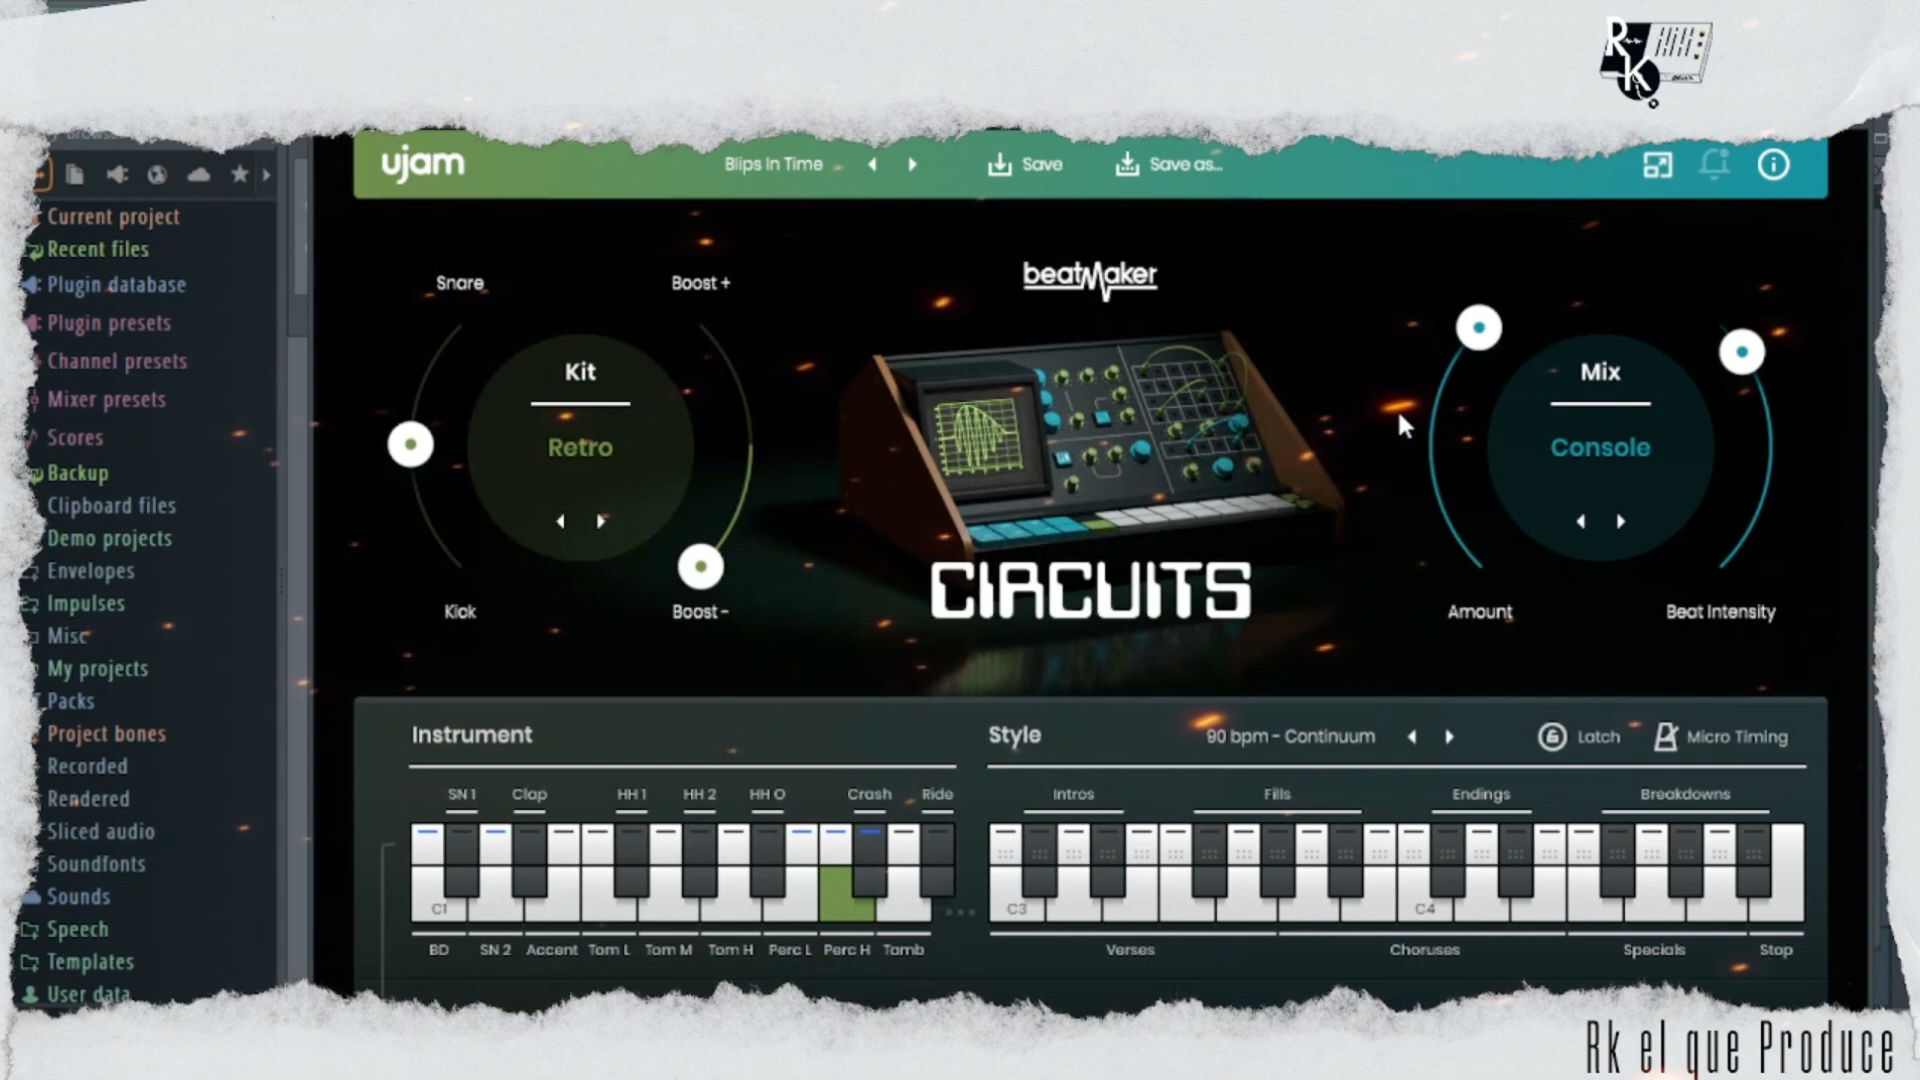 R
K
ujam
Blips In Time
Save
Save as...
Current project
Recent files
Plugin database
Plugin presets
Channel presets
Mixer presets
Scores
Backup
Clipboard files
Demo projects
Envelopes
Impulses
Misc
My projects
Packs
Project bones
Recorded
Rendered
Sliced audio
Soundfonts
Sounds
Speech
Templates
User data
Snare
Boost +
Kit
Retro
Kick
Boost -
beatMaker
CIRCUITS
Mix
Console
Amount
Beat Intensity
Instrument
SN 1 Clap HH 1 HH 2 HH O Crash Ride
C1
BD SN 2 Accent Tom L Tom M Tom H Perc L Perc H Tamb
Style
90 bpm - Continuum
Latch
Micro Timing
Intros Fills Endings Breakdowns
C3 C4
Verses Choruses Specials Stop
Rk el que Produce